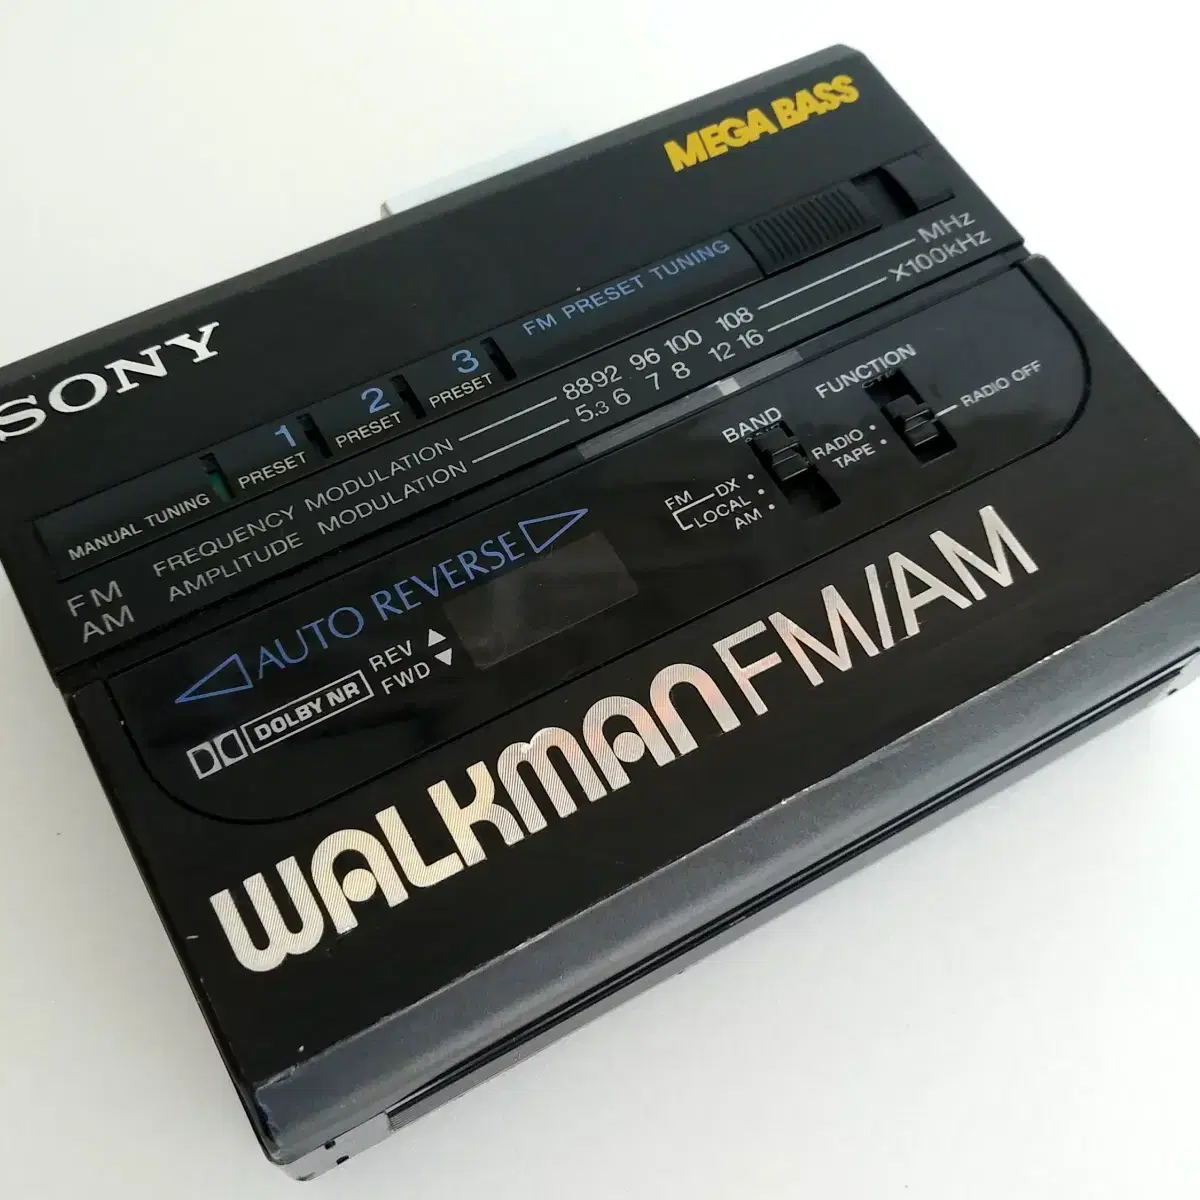 MEGA BASS
SONY
FM PRESET TUNING
MANUAL TUNING
1 PRESET
2 PRESET
3 PRESET
FM FREQUENCY MODULATION 88 92 96 100 108 MHz
AM AMPLITUDE MODULATION 5.3 6 7 8 12 16 X100kHz
AUTO REVERSE
DOLBY NR
REV
FWD
BAND
FM DX
LOCAL
AM
FUNCTION
RADIO
TAPE
RADIO OFF
WALKMAN FM/AM